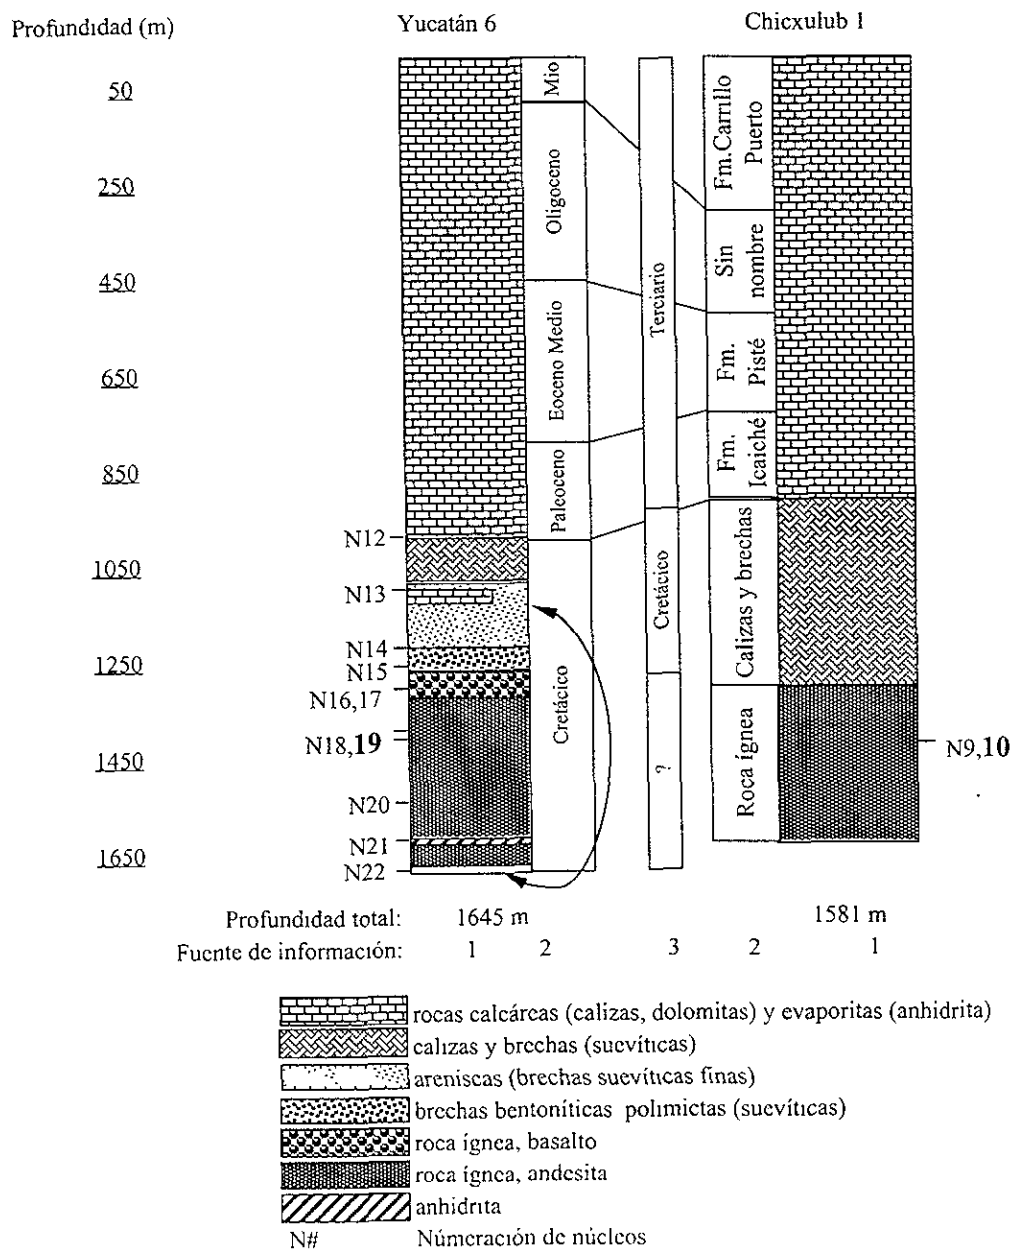 Profundidad (m)
Yucatán 6
Chicxulub 1
50
250
450
650
850
1050
1250
1450
1650
N12
N13
N14
N15
N16,17
N18,19
N20
N21
N22
Mio
Oligoceno
Eoceno Medio
Paleoceno
Cretácico
Terciario
Cretácico
?
Fm. Carrillo
Puerto
Sin
nombre
Fm.
Pisté
Fm.
Icaiché
Calizas y brechas
Roca ígnea
N9,10
Profundidad total: 1645 m 1581 m
Fuente de información: 1 2 3 2 1
rocas calcáreas (calizas, dolomitas) y evaporitas (anhidrita)
calizas y brechas (suevíticas)
areniscas (brechas suevíticas finas)
brechas bentoníticas polimictas (suevíticas)
roca ígnea, basalto
roca ígnea, andesita
anhidrita
N# Númeración de núcleos